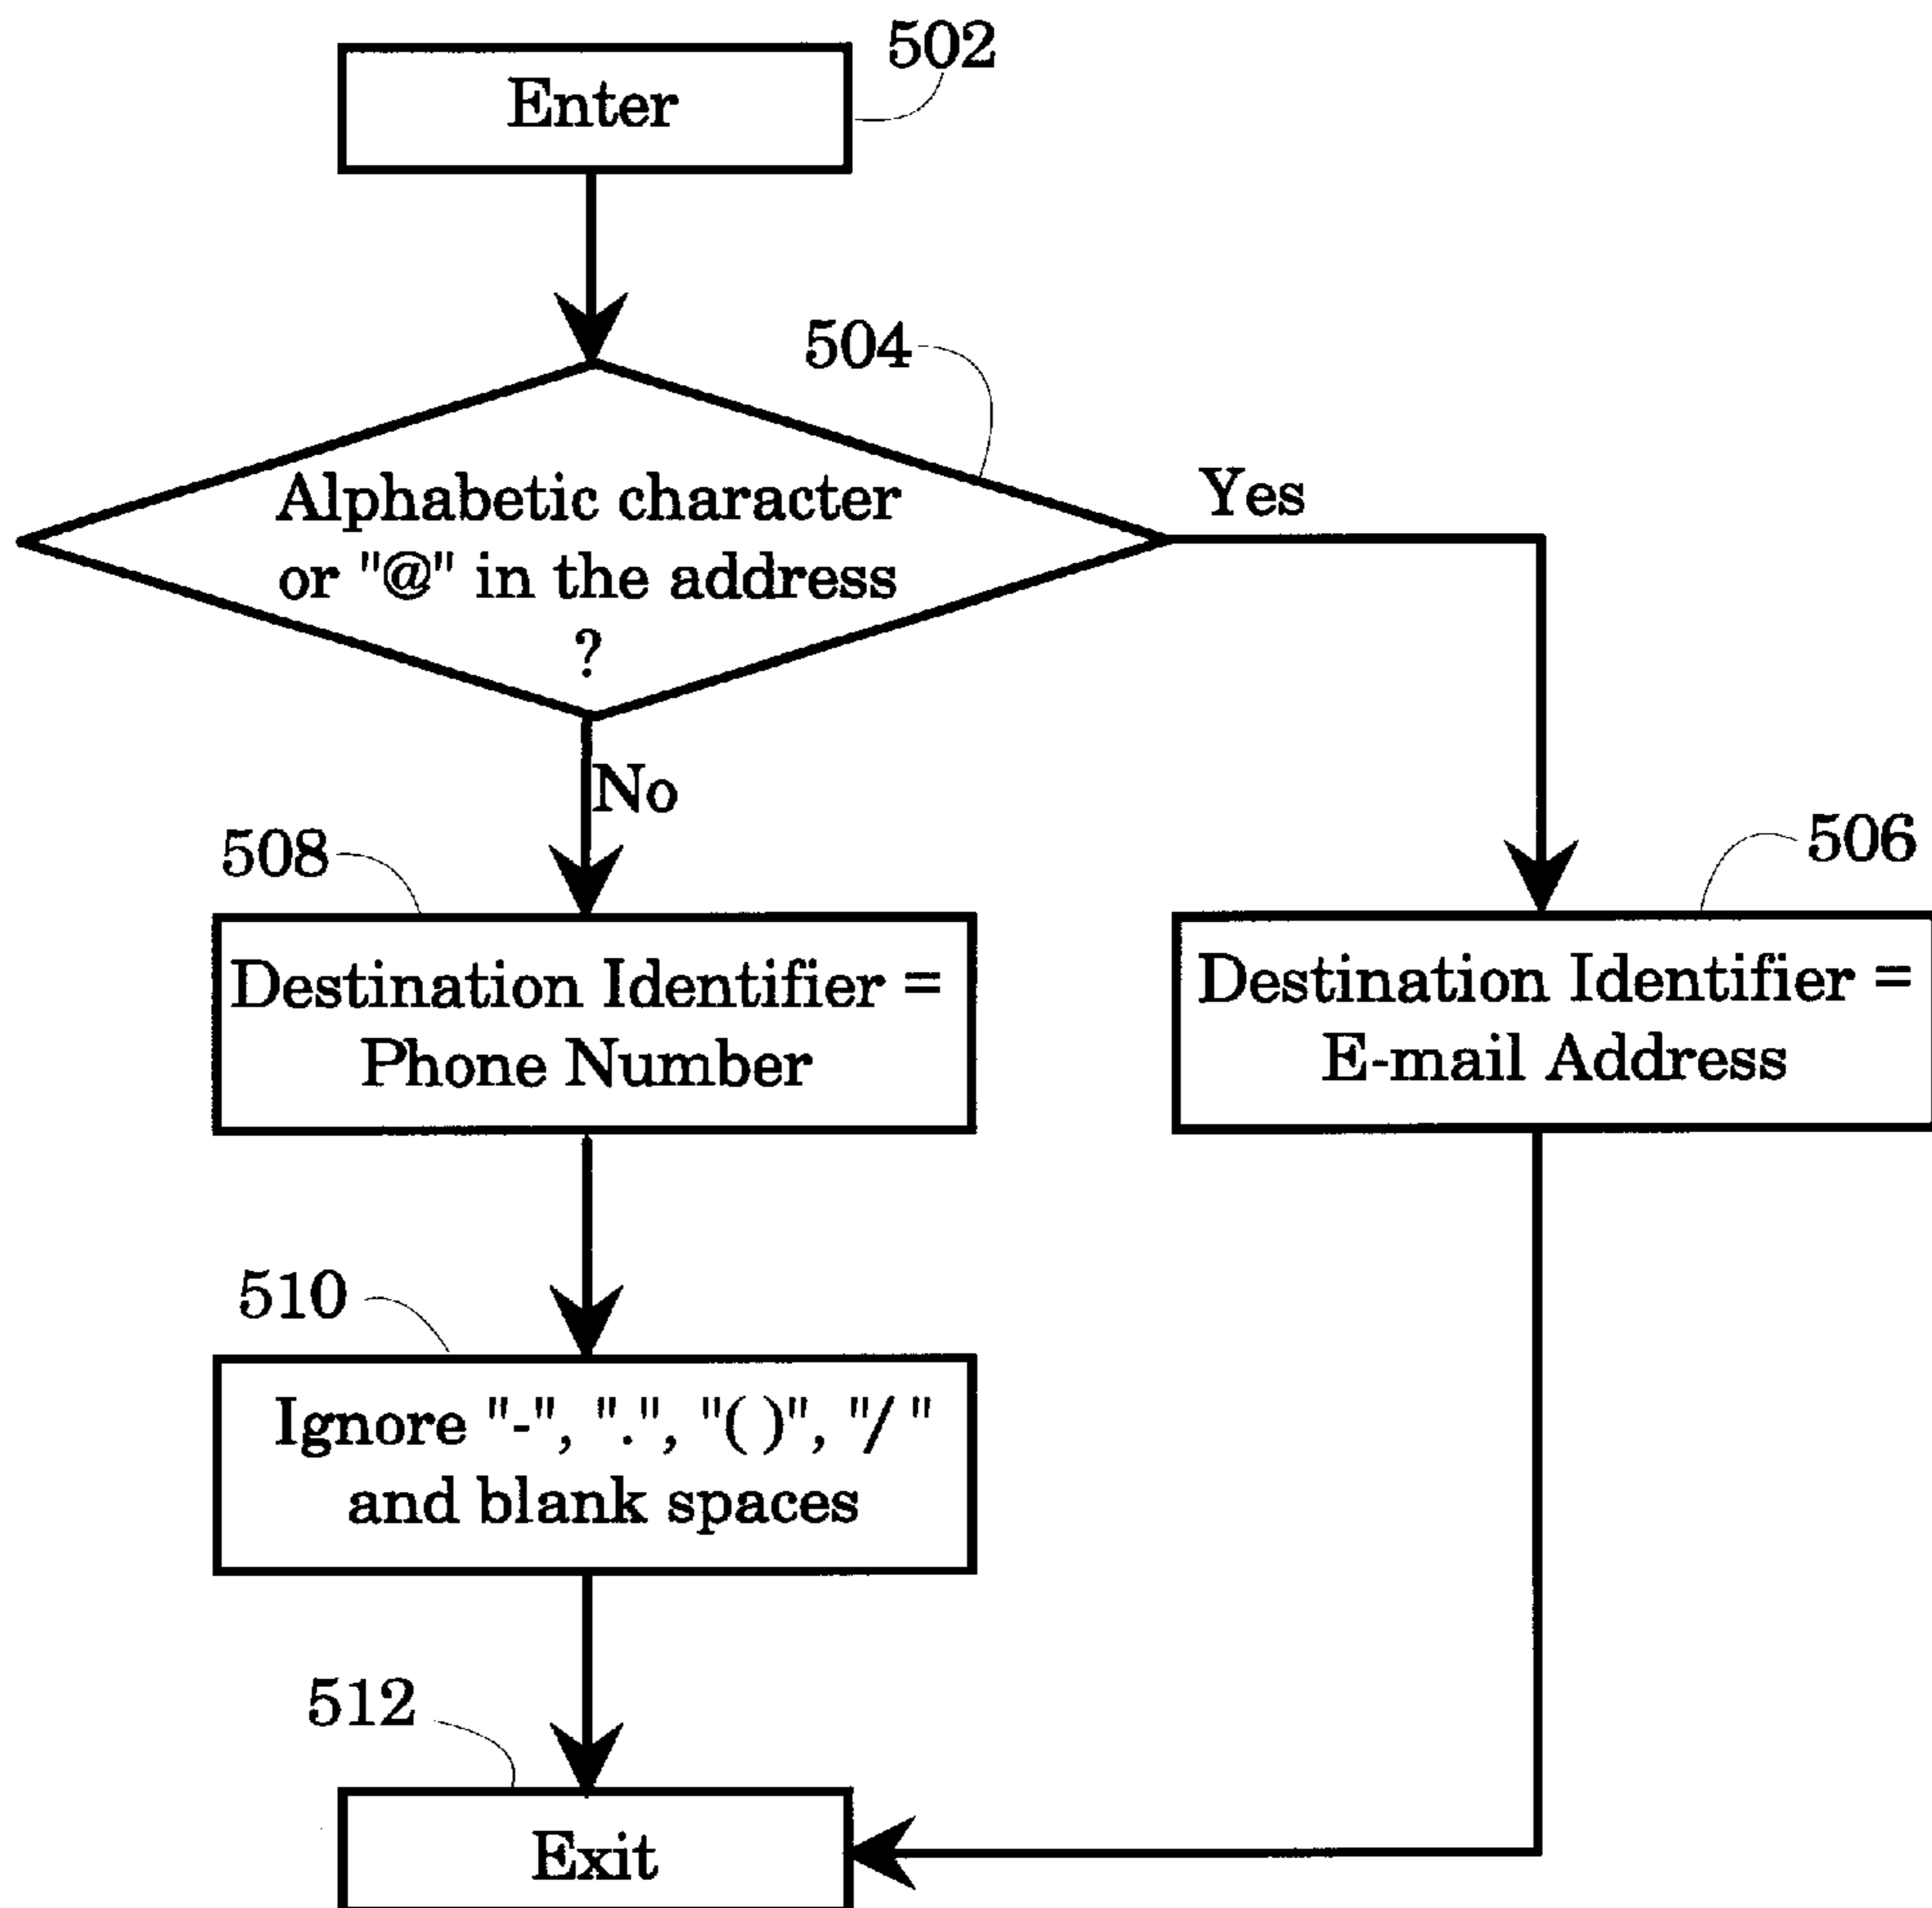 502
Enter
504
Alphabetic character
or "@" in the address
?
Yes
No
508
Destination Identifier =
Phone Number
506
Destination Identifier =
E-mail Address
510
Ignore "-", ".", "( )", "/ "
and blank spaces
512
Exit